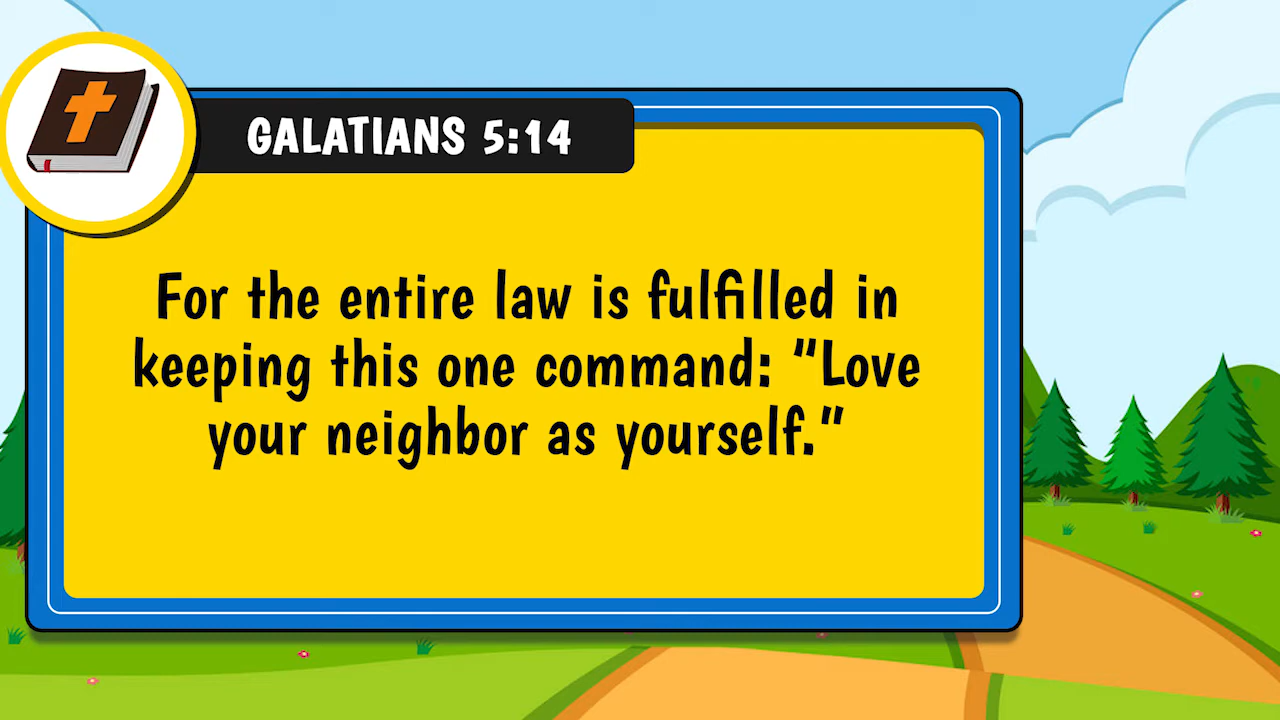 GALATIANS 5:14
For the entire law is fulfilled in
keeping this one command: "Love
your neighbor as yourself."